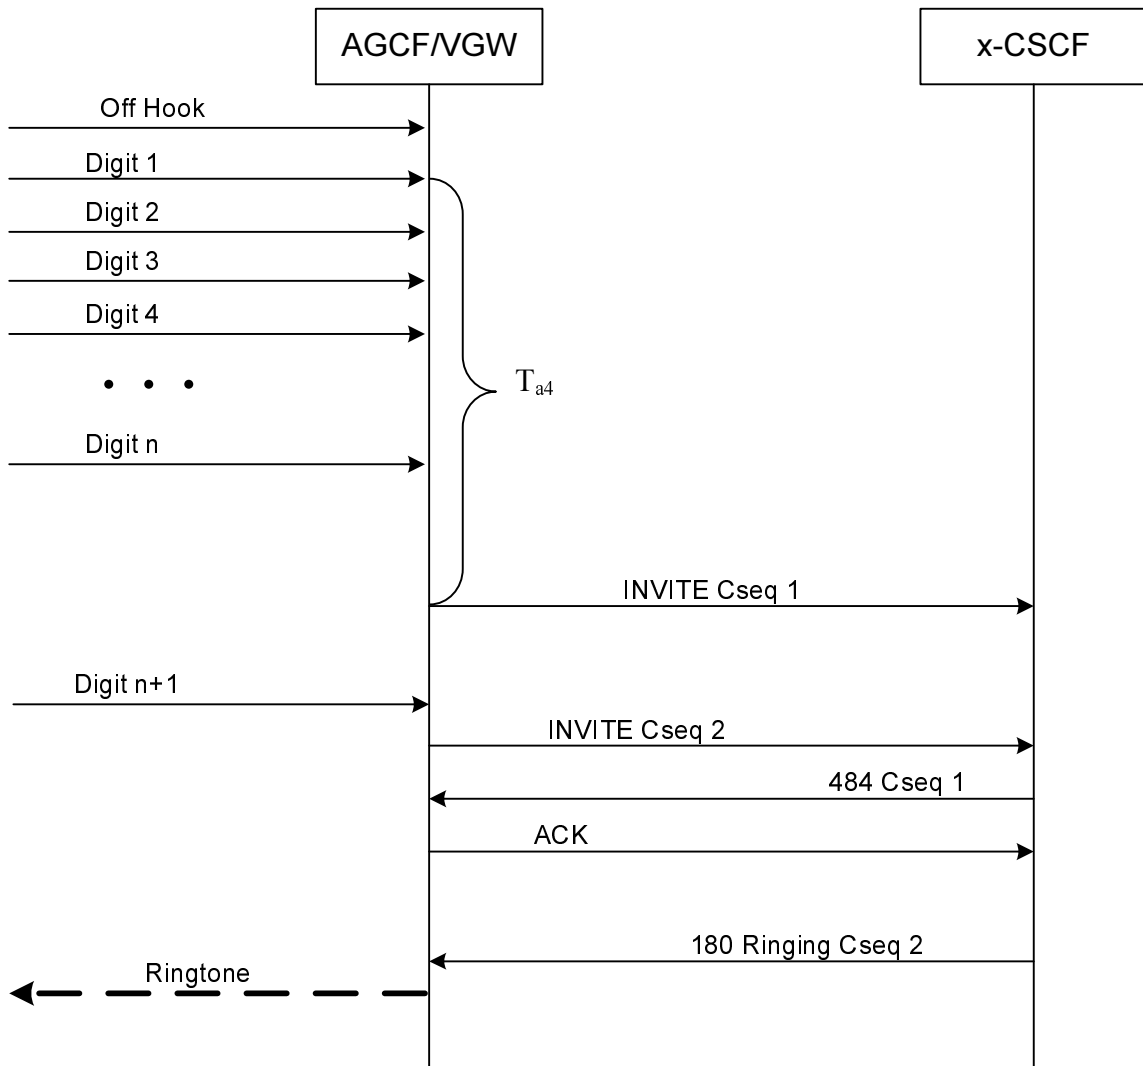 AGCF/VGW
x-CSCF
Off Hook
Digit 1
Digit 2
Digit 3
Digit 4
. . .
T_a4
Digit n
INVITE Cseq 1
Digit n+1
INVITE Cseq 2
484 Cseq 1
ACK
180 Ringing Cseq 2
Ringtone